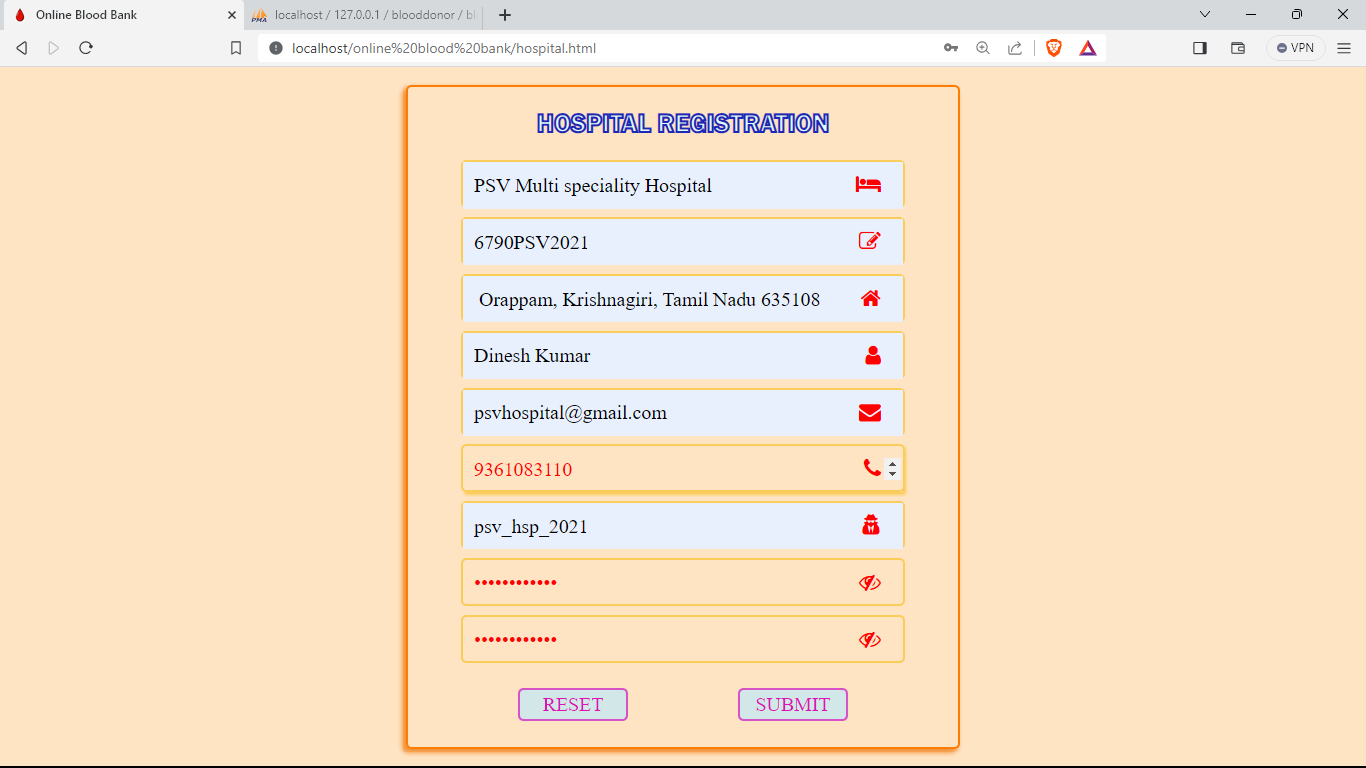 Online Blood Bank
localhost / 127.0.0.1 / blooddonor /
localhost/online%20blood%20bank/hospital.html
VPN
HOSPITAL REGISTRATION
PSV Multi speciality Hospital
6790PSV2021
Orappam, Krishnagiri, Tamil Nadu 635108
Dinesh Kumar
psvhospital@gmail.com
9361083110
psv_hsp_2021
••••••••••••
••••••••••••
RESET
SUBMIT